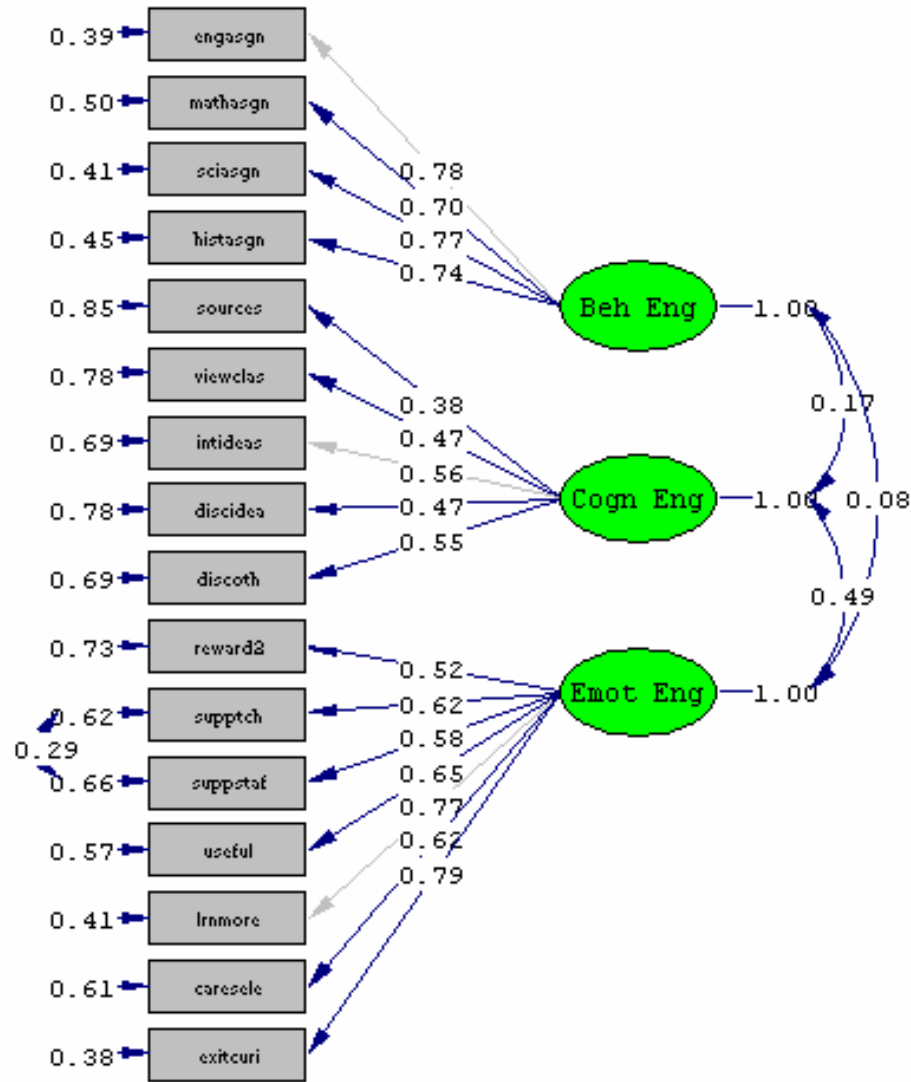 0.39 engasgn
0.50 mathasgn
0.41 sciasgn
0.45 histasgn
0.85 sources
0.78 viewclas
0.69 intideas
0.78 discidea
0.69 discoth
0.73 reward2
0.62 supptch
0.29
0.66 suppstaf
0.57 useful
0.41 lrnmore
0.61 caresele
0.38 exitcuri
0.78
0.70
0.77
0.74
0.38
0.47
0.56
0.47
0.55
0.52
0.62
0.58
0.65
0.77
0.62
0.79
Beh Eng 1.00
Cogn Eng 1.00
Emot Eng 1.00
0.17
0.08
0.49